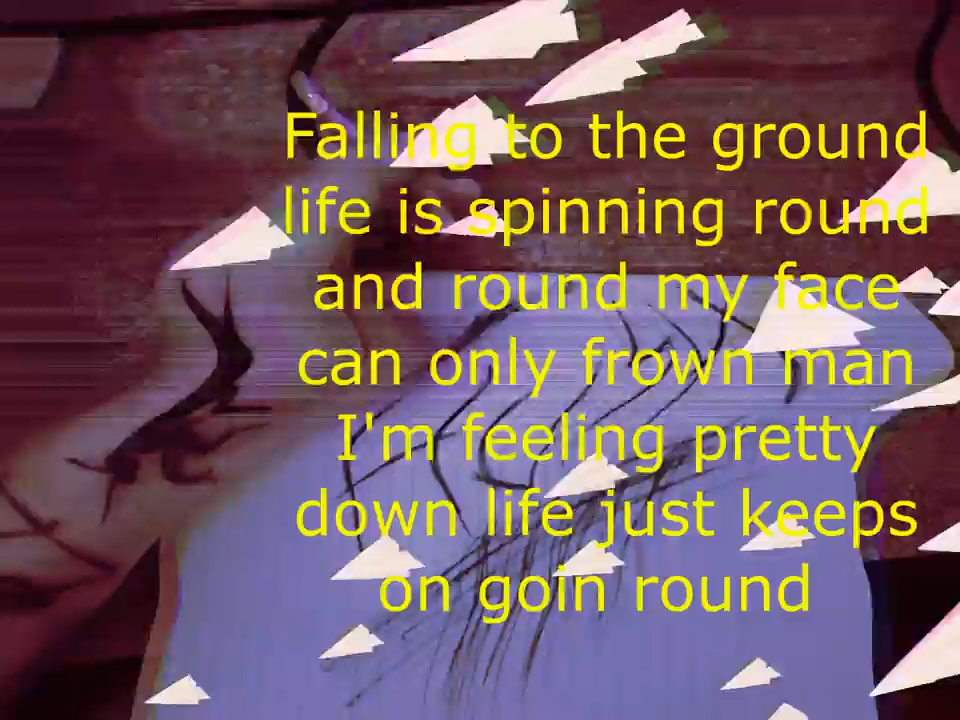 Falling to the ground
life is spinning round
and round my face
can only frown man
I'm feeling pretty
down life just keeps
on goin round